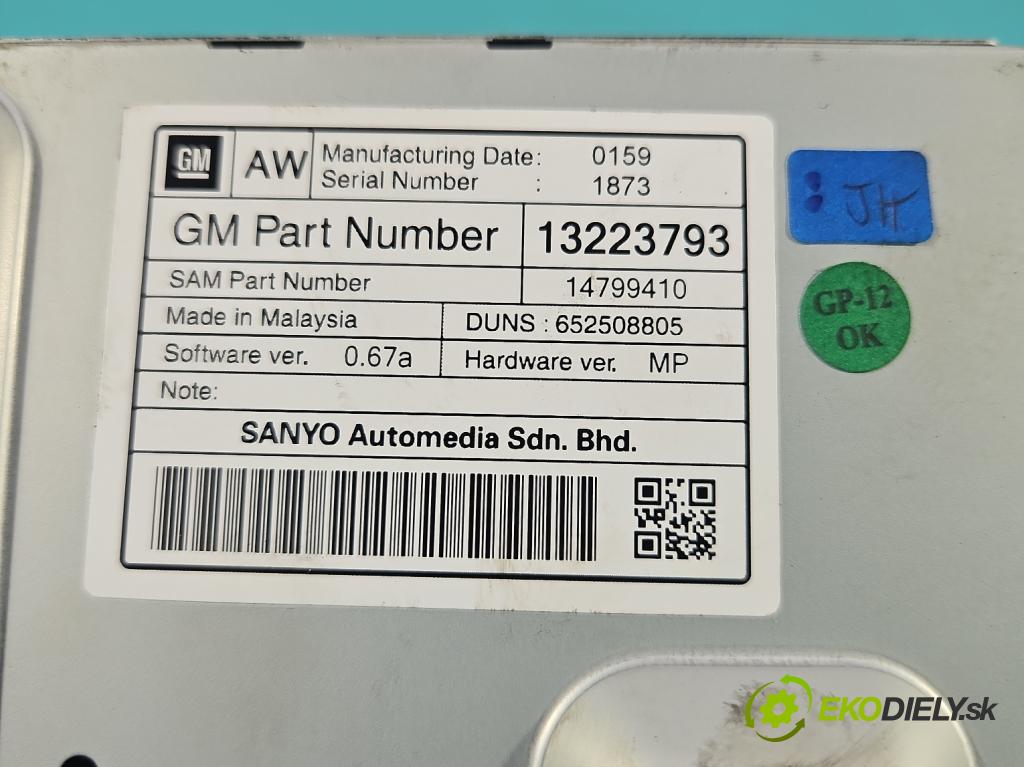 GM AW Manufacturing Date: 0159
Serial Number : 1873
GM Part Number 13223793
SAM Part Number 14799410
Made in Malaysia DUNS : 652508805
Software ver. 0.67a Hardware ver. MP
Note:
SANYO Automedia Sdn. Bhd.
JH
GP-12
OK
EKODIELY.sk